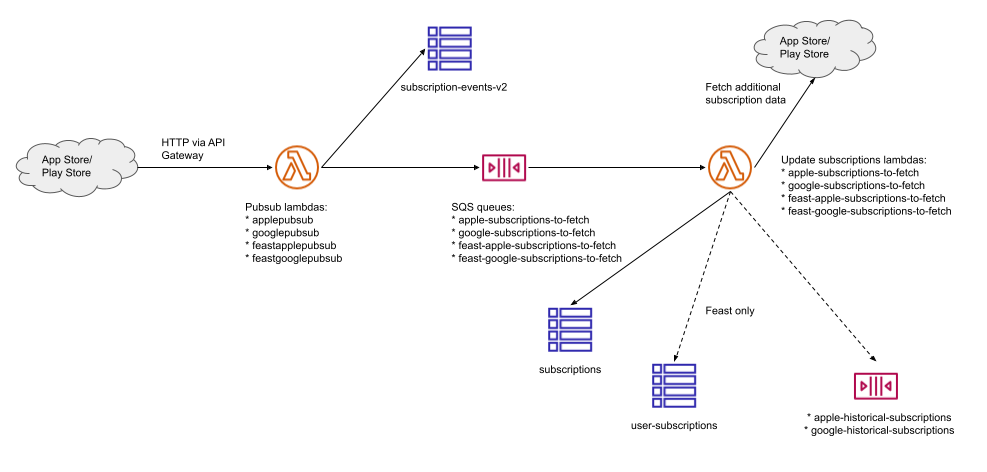 App Store/
Play Store
HTTP via API
Gateway
Pubsub lambdas:
* applepubsub
* googlepubsub
* feastapplepubsub
* feastgooglepubsub
subscription-events-v2
SQS queues:
* apple-subscriptions-to-fetch
* google-subscriptions-to-fetch
* feast-apple-subscriptions-to-fetch
* feast-google-subscriptions-to-fetch
App Store/
Play Store
Fetch additional
subscription data
Update subscriptions lambdas:
* apple-subscriptions-to-fetch
* google-subscriptions-to-fetch
* feast-apple-subscriptions-to-fetch
* feast-google-subscriptions-to-fetch
Feast only
subscriptions
user-subscriptions
* apple-historical-subscriptions
* google-historical-subscriptions